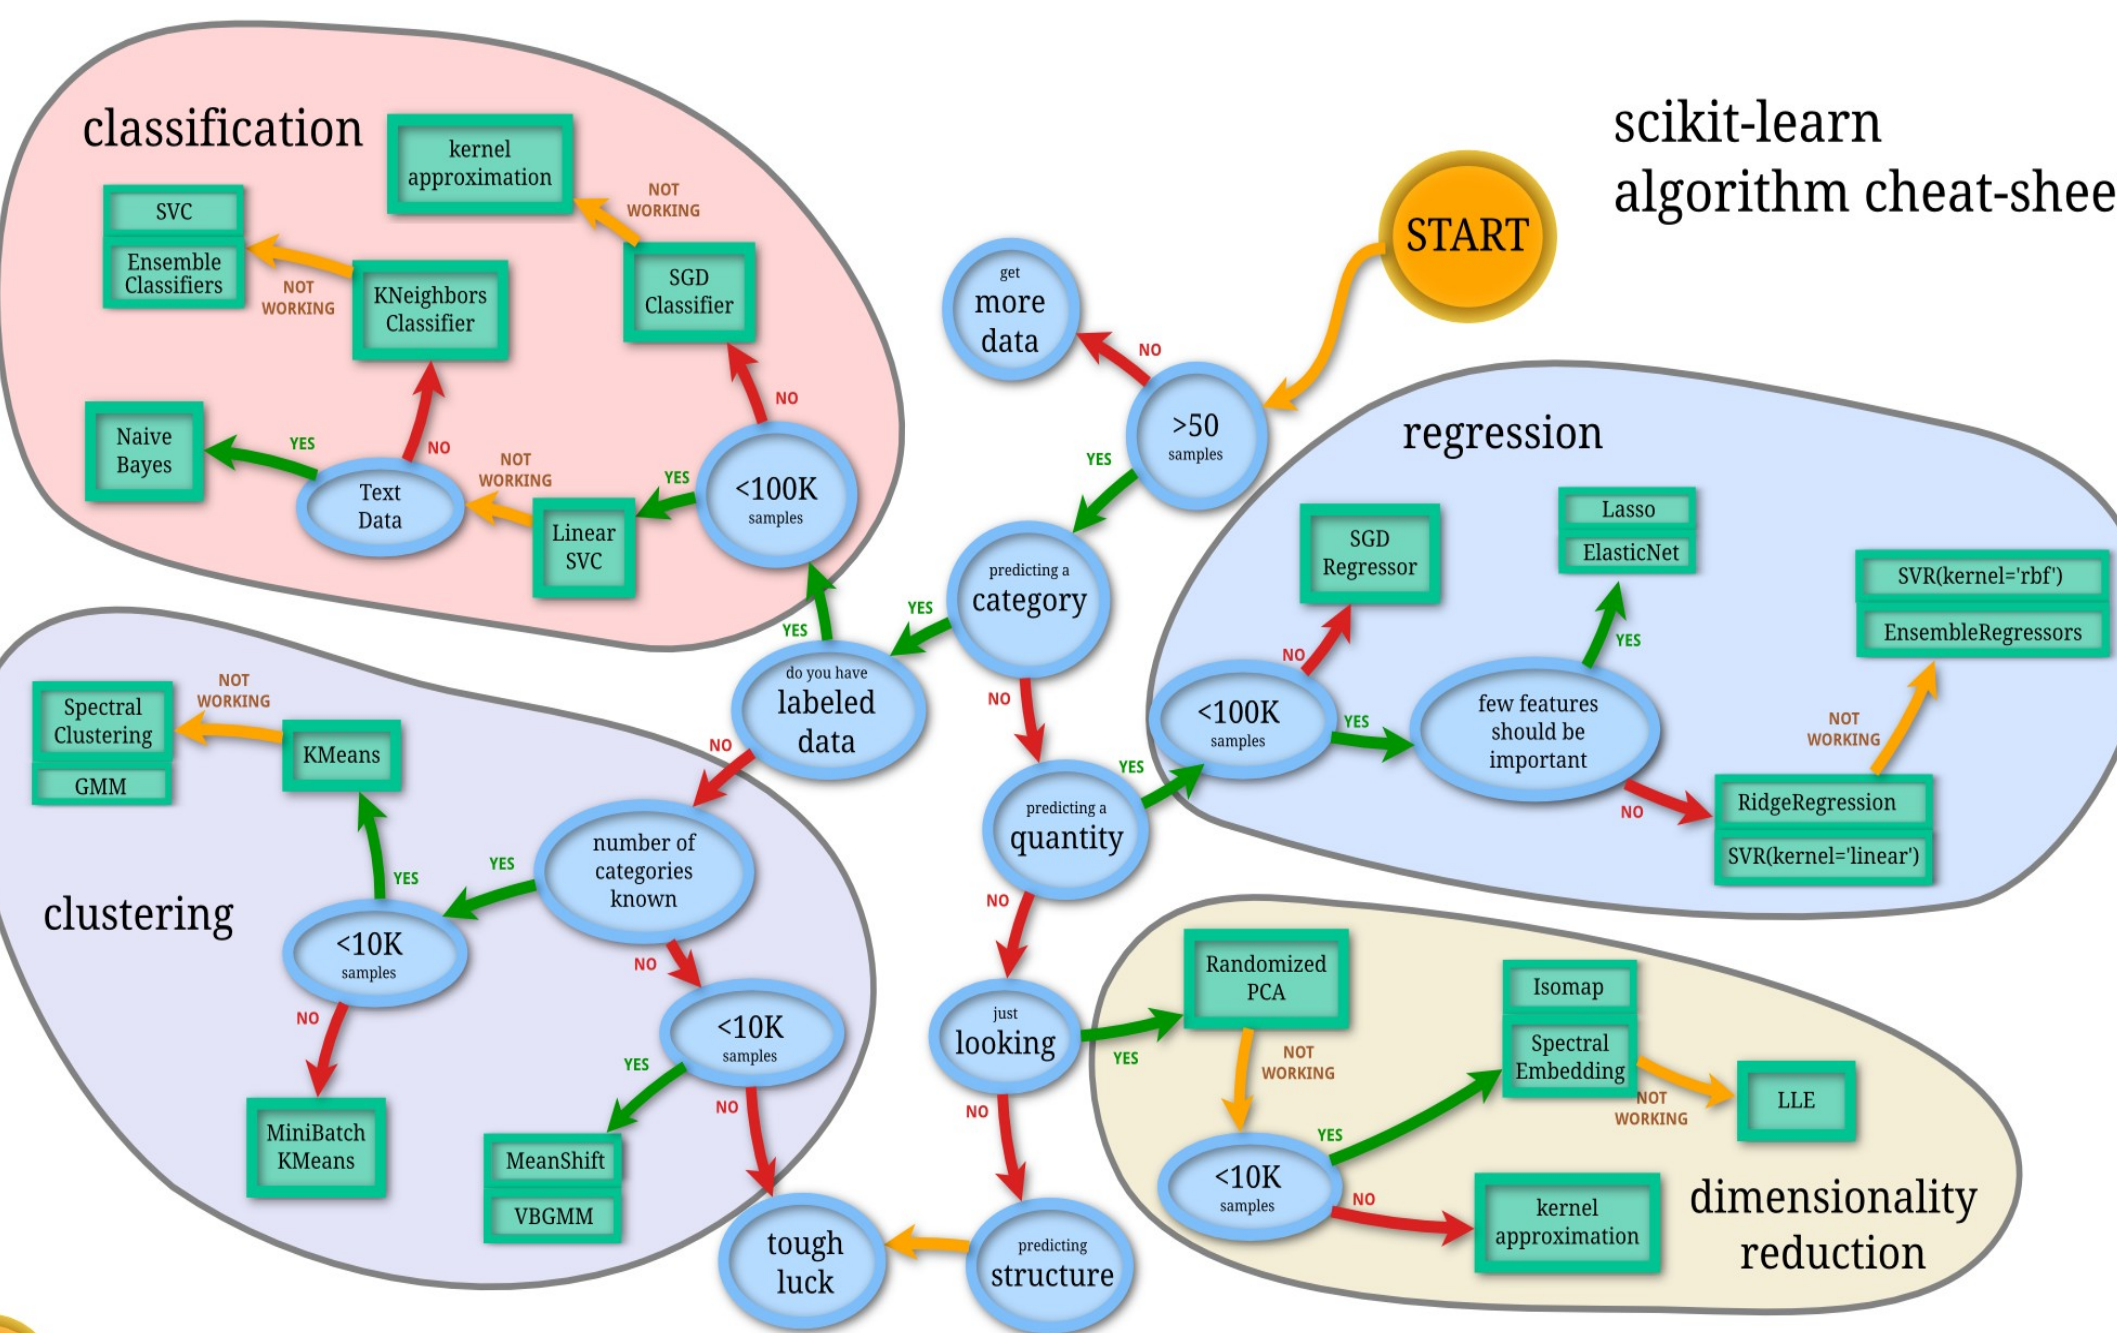 classification
kernel
approximation
NOT
WORKING
SVC
Ensemble
Classifiers
NOT
WORKING
KNeighbors
Classifier
SGD
Classifier
NO
Naive
Bayes
YES
NO
Text
Data
NOT
WORKING
Linear
SVC
YES
<100K
samples
scikit-learn
algorithm cheat-shee
START
get
more
data
NO
>50
samples
YES
predicting a
category
YES
YES
do you have
labeled
data
NO
NO
predicting a
quantity
YES
NO
just
looking
YES
NO
predicting
structure
tough
luck
regression
SGD
Regressor
NO
<100K
samples
YES
few features
should be
important
YES
Lasso
ElasticNet
NO
RidgeRegression
SVR(kernel='linear')
NOT
WORKING
SVR(kernel='rbf')
EnsembleRegressors
clustering
Spectral
Clustering
GMM
NOT
WORKING
KMeans
YES
<10K
samples
YES
number of
categories
known
NO
NO
MiniBatch
KMeans
<10K
samples
YES
NO
MeanShift
VBGMM
Randomized
PCA
NOT
WORKING
<10K
samples
YES
Isomap
Spectral
Embedding
NOT
WORKING
LLE
NO
kernel
approximation
dimensionality
reduction